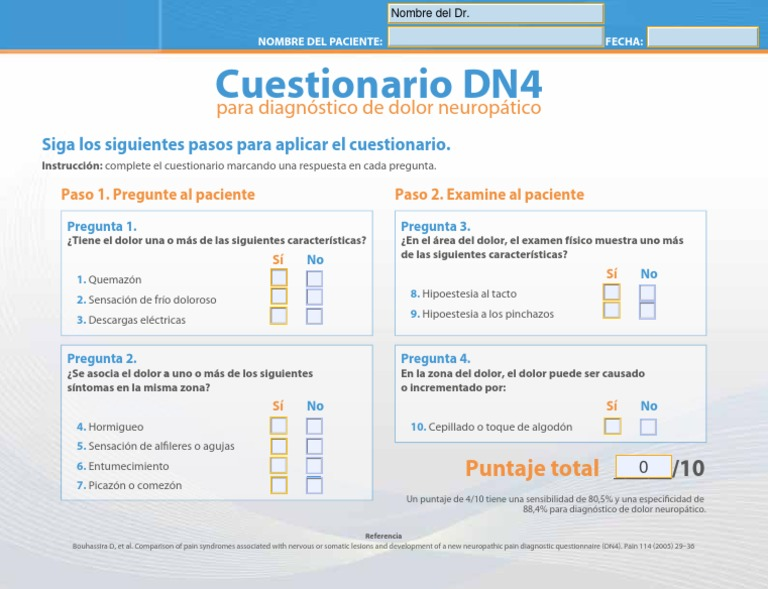 Nombre del Dr.
NOMBRE DEL PACIENTE: FECHA:
Cuestionario DN4
para diagnóstico de dolor neuropático
Siga los siguientes pasos para aplicar el cuestionario.
Instrucción: complete el cuestionario marcando una respuesta en cada pregunta.
Paso 1. Pregunte al paciente
Pregunta 1.
¿Tiene el dolor una o más de las siguientes características?
Sí No
1. Quemazón
2. Sensación de frío doloroso
3. Descargas eléctricas
Pregunta 2.
¿Se asocia el dolor a uno o más de los siguientes
síntomas en la misma zona?
Sí No
4. Hormigueo
5. Sensación de alfileres o agujas
6. Entumecimiento
7. Picazón o comezón
Paso 2. Examine al paciente
Pregunta 3.
¿En el área del dolor, el examen físico muestra uno más
de las siguientes características?
Sí No
8. Hipoestesia al tacto
9. Hipoestesia a los pinchazos
Pregunta 4.
En la zona del dolor, el dolor puede ser causado
o incrementado por:
Sí No
10. Cepillado o toque de algodón
Puntaje total 0 /10
Un puntaje de 4/10 tiene una sensibilidad de 80,5% y una especificidad de
88,4% para diagnóstico de dolor neuropático.
Referencia
Bouhassira D, et al. Comparison of pain syndromes associated with nervous or somatic lesions and development of a new neuropathic pain diagnostic questionnaire (DN4). Pain 114 (2005) 29-36